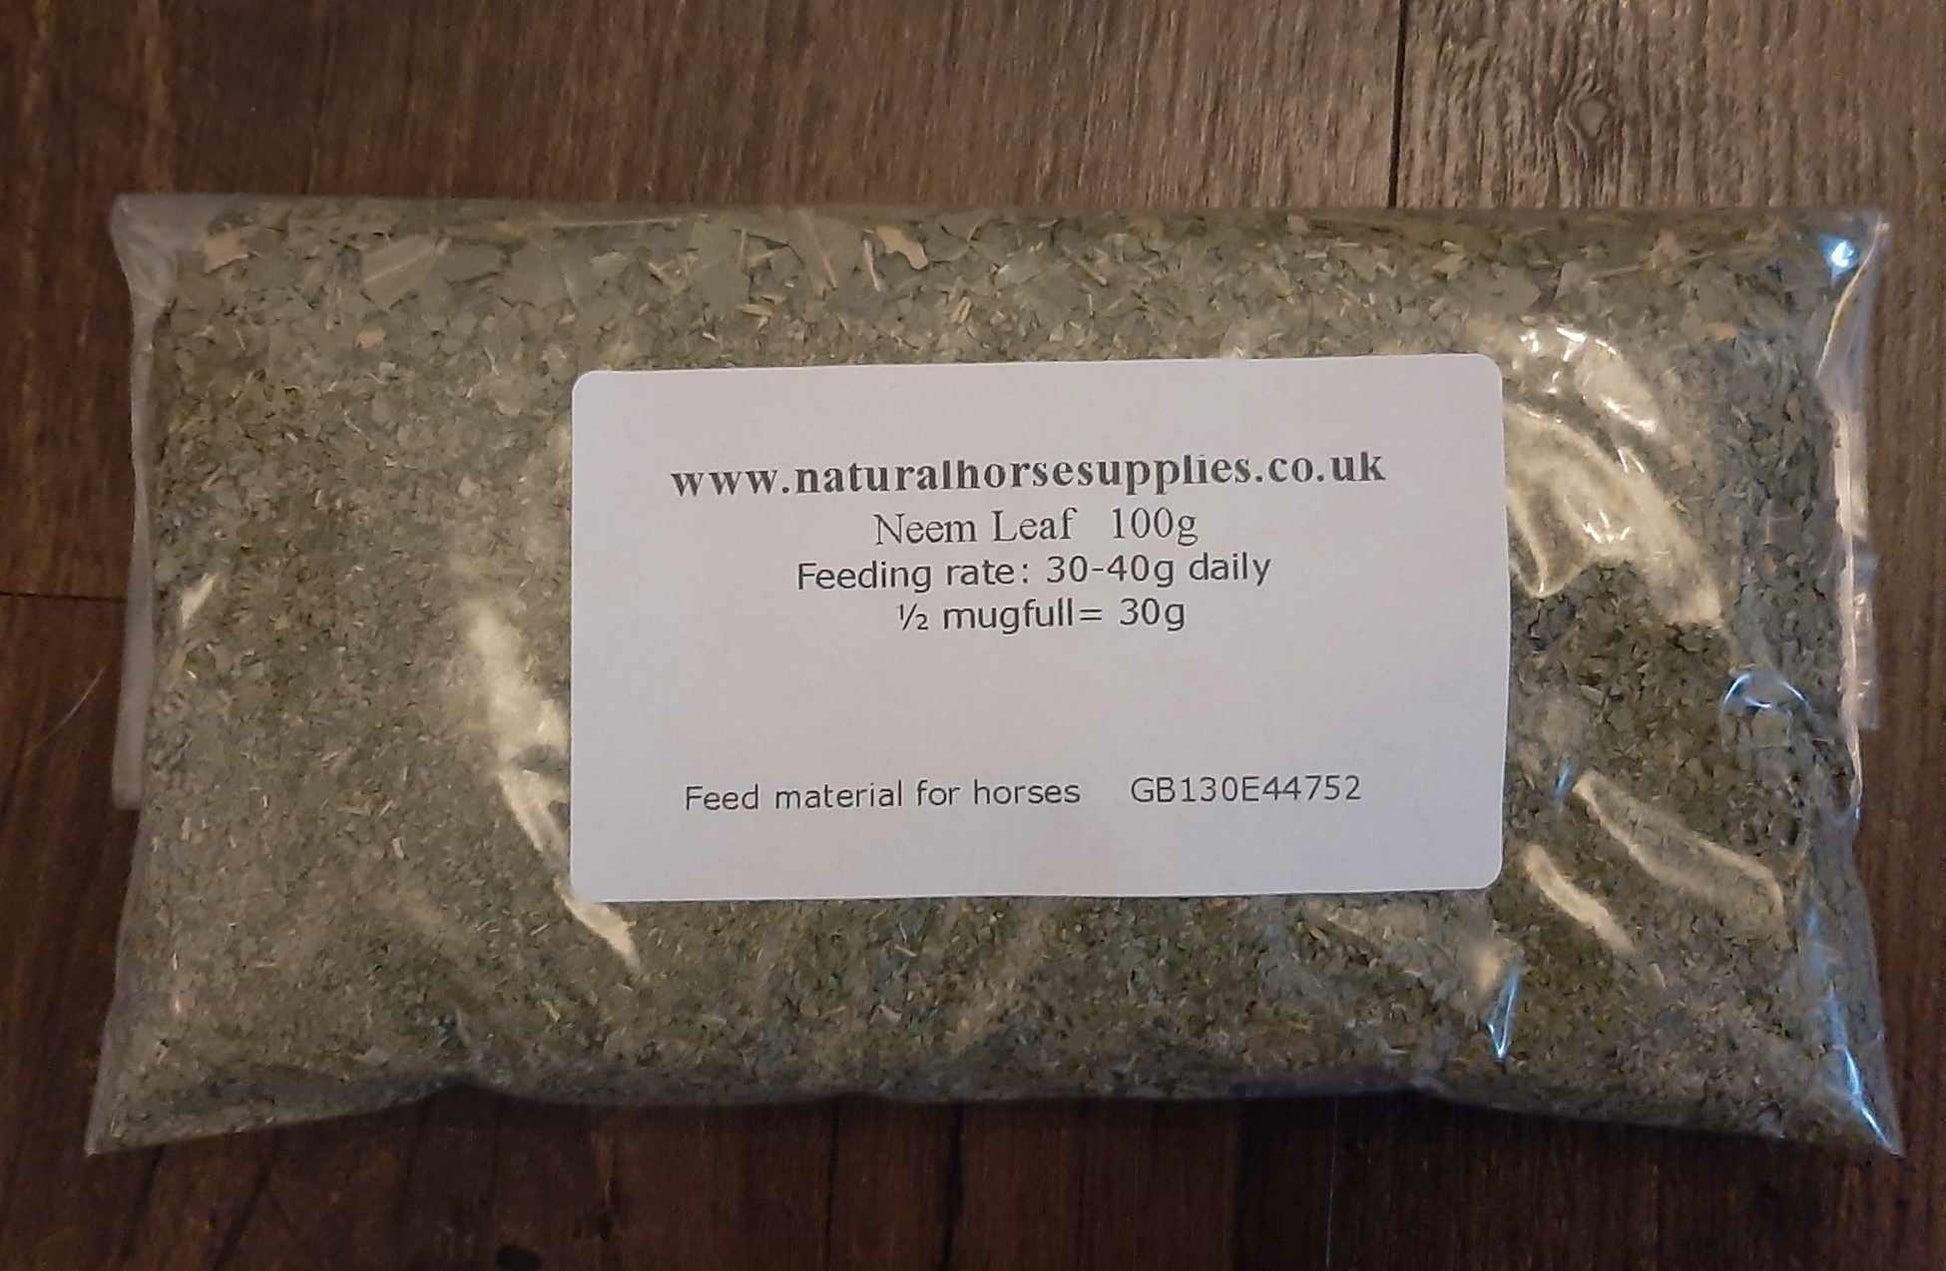 www.naturalhorsesupplies.co.uk
Neem Leaf 100g
Feeding rate: 30-40g daily
½ mugfull= 30g
Feed material for horses GB130E44752